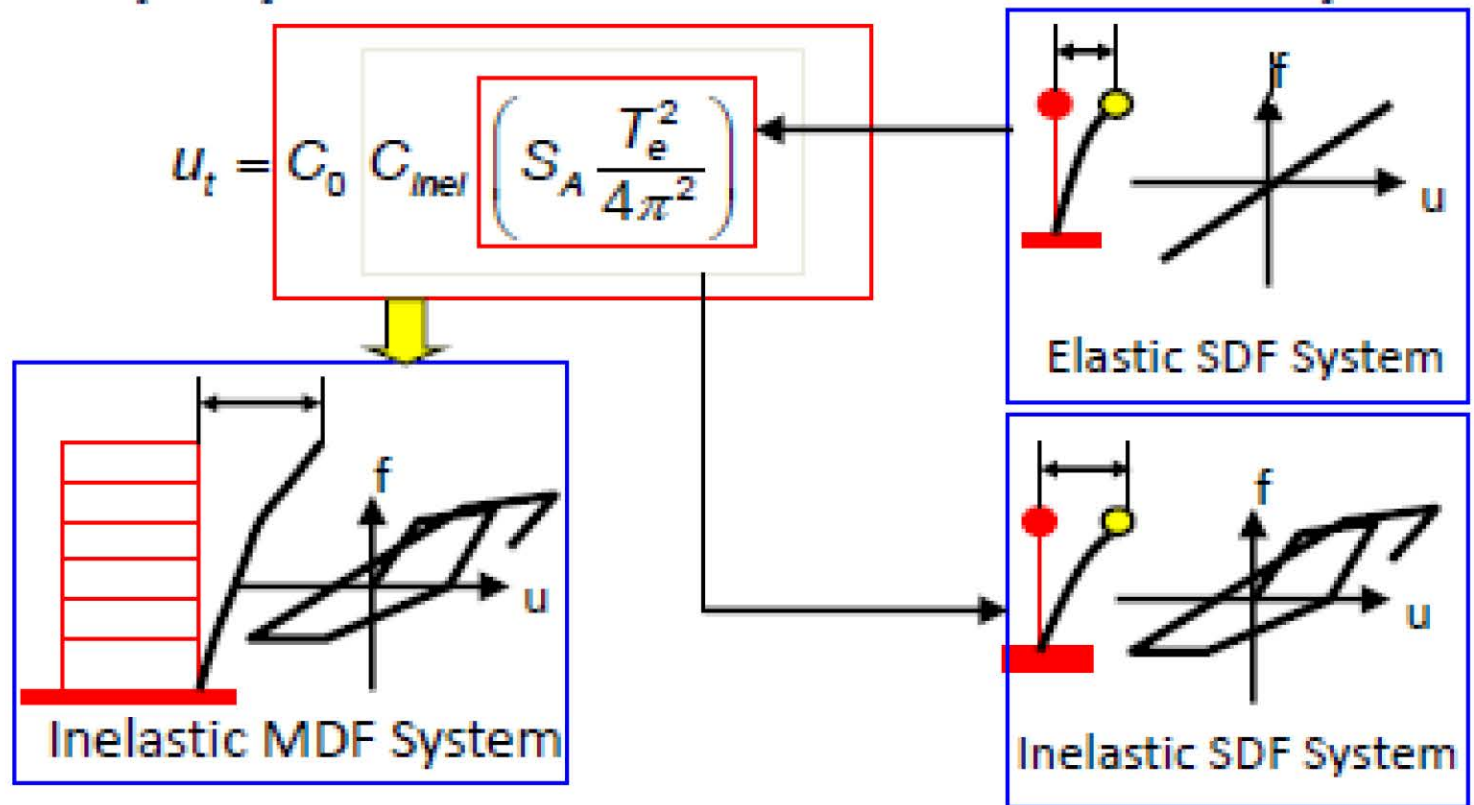 u_t = C_0 C_inel ( S_A T_e^2 / 4π^2 )
f
u
Elastic SDF System
f
u
Inelastic MDF System
f
u
Inelastic SDF System